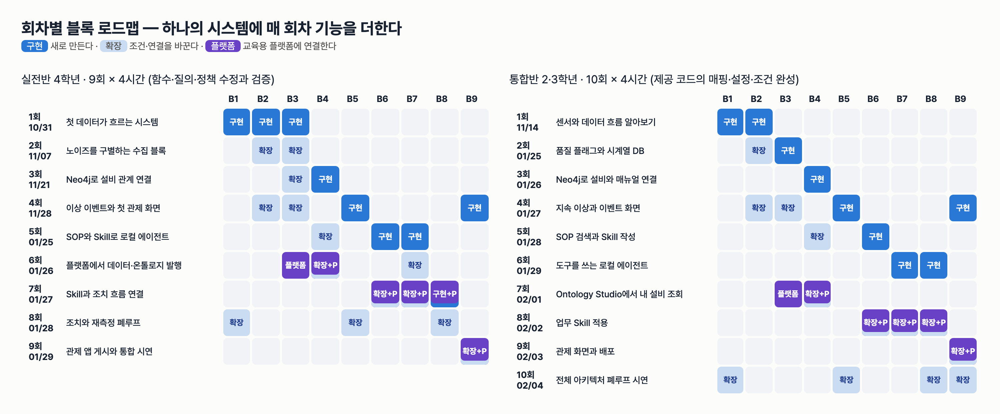 회차별 블록 로드맵 — 하나의 시스템에 매 회차 기능을 더한다
구현 새로 만든다 · 확장 조건·연결을 바꾼다 · 플랫폼 교육용 플랫폼에 연결한다
실전반 4학년 · 9회 × 4시간 (함수·질의·정책 수정과 검증)
B1 B2 B3 B4 B5 B6 B7 B8 B9
1회
10/31
첫 데이터가 흐르는 시스템
구현 구현 구현
2회
11/07
노이즈를 구별하는 수집 블록
확장 확장
3회
11/21
Neo4j로 설비 관계 연결
확장 구현
4회
11/28
이상 이벤트와 첫 관제 화면
확장 확장 구현 구현
5회
01/25
SOP와 Skill로 로컬 에이전트
확장 구현 구현
6회
01/26
플랫폼에서 데이터·온톨로지 발행
플랫폼 확장+P 확장
7회
01/27
Skill과 조치 흐름 연결
확장+P 확장+P 구현+P
8회
01/28
조치와 재측정 폐루프
확장 확장 확장
9회
01/29
관제 앱 게시와 통합 시연
확장+P
통합반 2·3학년 · 10회 × 4시간 (제공 코드의 매핑·설정·조건 완성)
B1 B2 B3 B4 B5 B6 B7 B8 B9
1회
11/14
센서와 데이터 흐름 알아보기
구현 구현
2회
01/25
품질 플래그와 시계열 DB
확장 구현
3회
01/26
Neo4j로 설비와 매뉴얼 연결
구현
4회
01/27
지속 이상과 이벤트 화면
확장 확장 구현 구현
5회
01/28
SOP 검색과 Skill 작성
확장 구현
6회
01/29
도구를 쓰는 로컬 에이전트
구현 구현
7회
02/01
Ontology Studio에서 내 설비 조회
플랫폼 확장+P
8회
02/02
업무 Skill 적용
확장+P 확장+P 확장+P
9회
02/03
관제 화면과 배포
확장+P
10회
02/04
전체 아키텍처 폐루프 시연
확장 확장 확장 확장